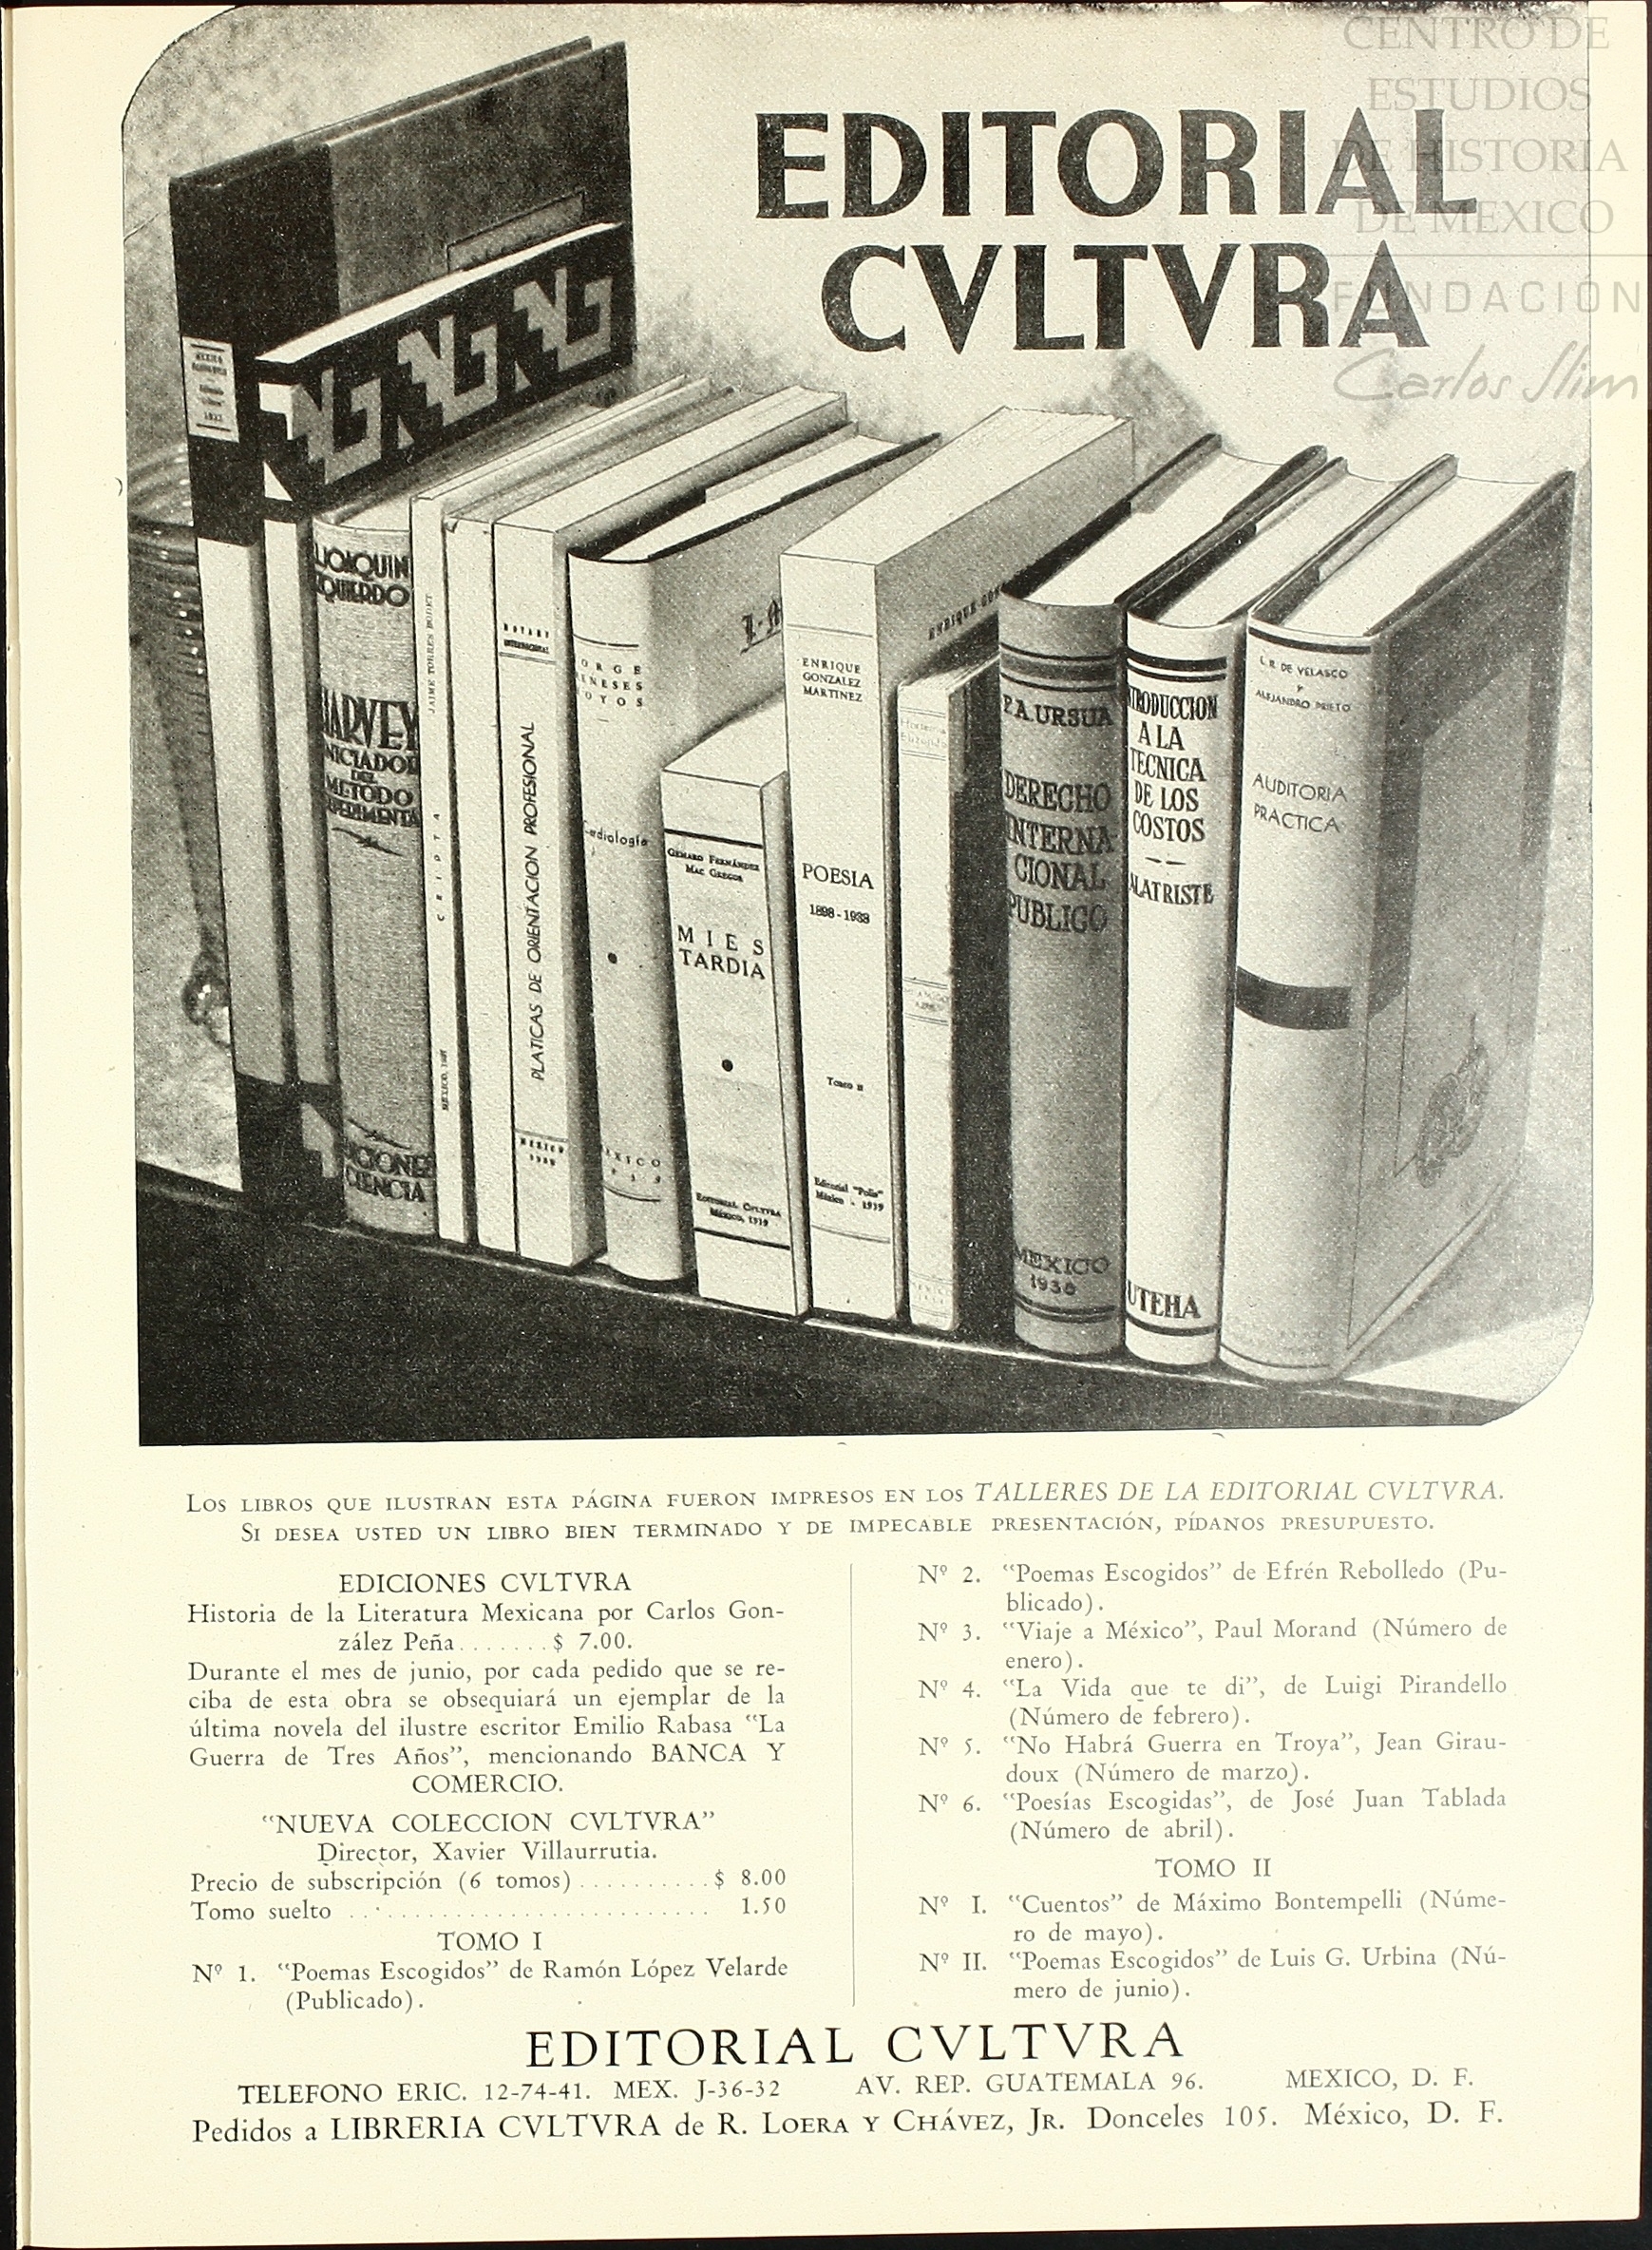 CENTRO DE
ESTUDIOS
DE HISTORIA
DE MEXICO
FUNDACIÓN
Carlos Slim
EDITORIAL
CVLTVRA
JOAQUIN
IZQUIERDO
HARVEY
INICIADOR
DEL
METODO
EXPERIMENTAL
EDICIONES
CIENCIA
JAIME TORRES BODET
CRIPTA
MEXICO, 1937
ROTARY
INTERNACIONAL
PLATICAS DE ORIENTACION PROFESIONAL
MEXICO
ORGE
ENESES
OYOS
Cardiología
EXICO
GENARO FERNÁNDEZ
MAC GREGOR
MIES
TARDIA
EDITORIAL CVLTVRA
MÉXICO, 1939
ENRIQUE
GONZALEZ
MARTINEZ
POESIA
1898-1938
TOMO II
Editorial "Polis"
México - 1939
ENRIQUE GON
F. A. URSUA
DERECHO
INTERNA
CIONAL
PUBLICO
MEXICO
1938
TRODUCCION
A LA
TECNICA
DE LOS
COSTOS
ALATRISTE
UTEHA
L. R. DE VELASCO
Y
ALEJANDRO PRIETO
AUDITORIA
PRACTICA
LOS LIBROS QUE ILUSTRAN ESTA PÁGINA FUERON IMPRESOS EN LOS TALLERES DE LA EDITORIAL CVLTVRA.
SI DESEA USTED UN LIBRO BIEN TERMINADO Y DE IMPECABLE PRESENTACIÓN, PÍDANOS PRESUPUESTO.
EDICIONES CVLTVRA
Historia de la Literatura Mexicana por Carlos Gon-
zález Peña.......$ 7.00.
Durante el mes de junio, por cada pedido que se re-
ciba de esta obra se obsequiará un ejemplar de la
última novela del ilustre escritor Emilio Rabasa "La
Guerra de Tres Años", mencionando BANCA Y
COMERCIO.
"NUEVA COLECCION CVLTVRA"
Director, Xavier Villaurrutia.
Precio de subscripción (6 tomos)..........$ 8.00
Tomo suelto .......................... 1.50
TOMO I
Nº 1. "Poemas Escogidos" de Ramón López Velarde
(Publicado).
Nº 2. "Poemas Escogidos" de Efrén Rebolledo (Pu-
blicado).
Nº 3. "Viaje a México", Paul Morand (Número de
enero).
Nº 4. "La Vida que te di", de Luigi Pirandello
(Número de febrero).
Nº 5. "No Habrá Guerra en Troya", Jean Girau-
doux (Número de marzo).
Nº 6. "Poesías Escogidas", de José Juan Tablada
(Número de abril).
TOMO II
Nº I. "Cuentos" de Máximo Bontempelli (Núme-
ro de mayo).
Nº II. "Poemas Escogidos" de Luis G. Urbina (Nú-
mero de junio).
EDITORIAL CVLTVRA
TELEFONO ERIC. 12-74-41. MEX. J-36-32 AV. REP. GUATEMALA 96. MEXICO, D. F.
Pedidos a LIBRERIA CVLTVRA de R. LOERA Y CHÁVEZ, JR. Donceles 105. México, D. F.